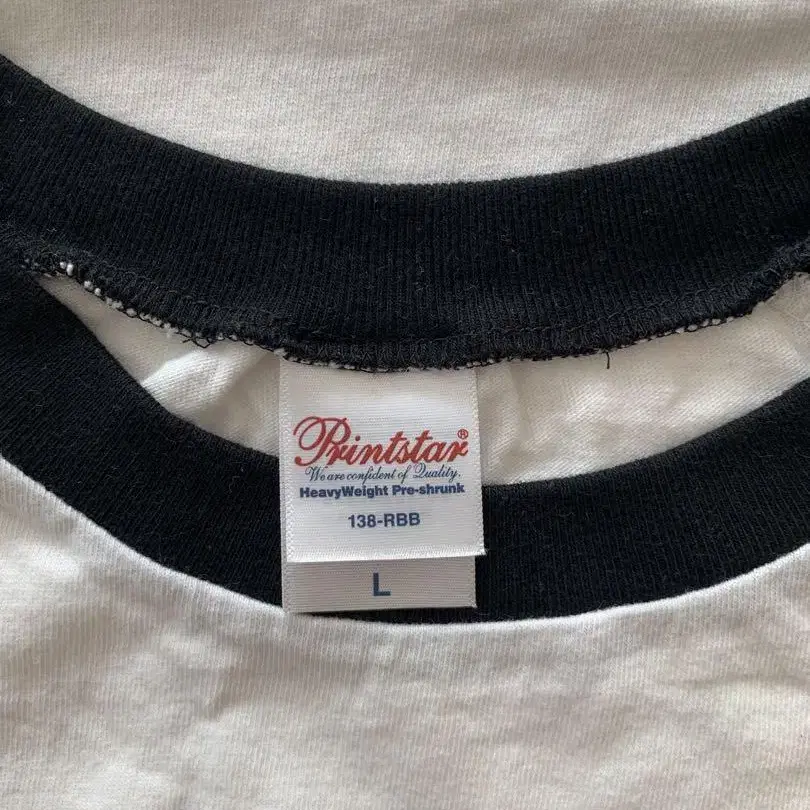 Printstar®
We are confident of Quality.
HeavyWeight Pre-shrunk
138-RBB
L